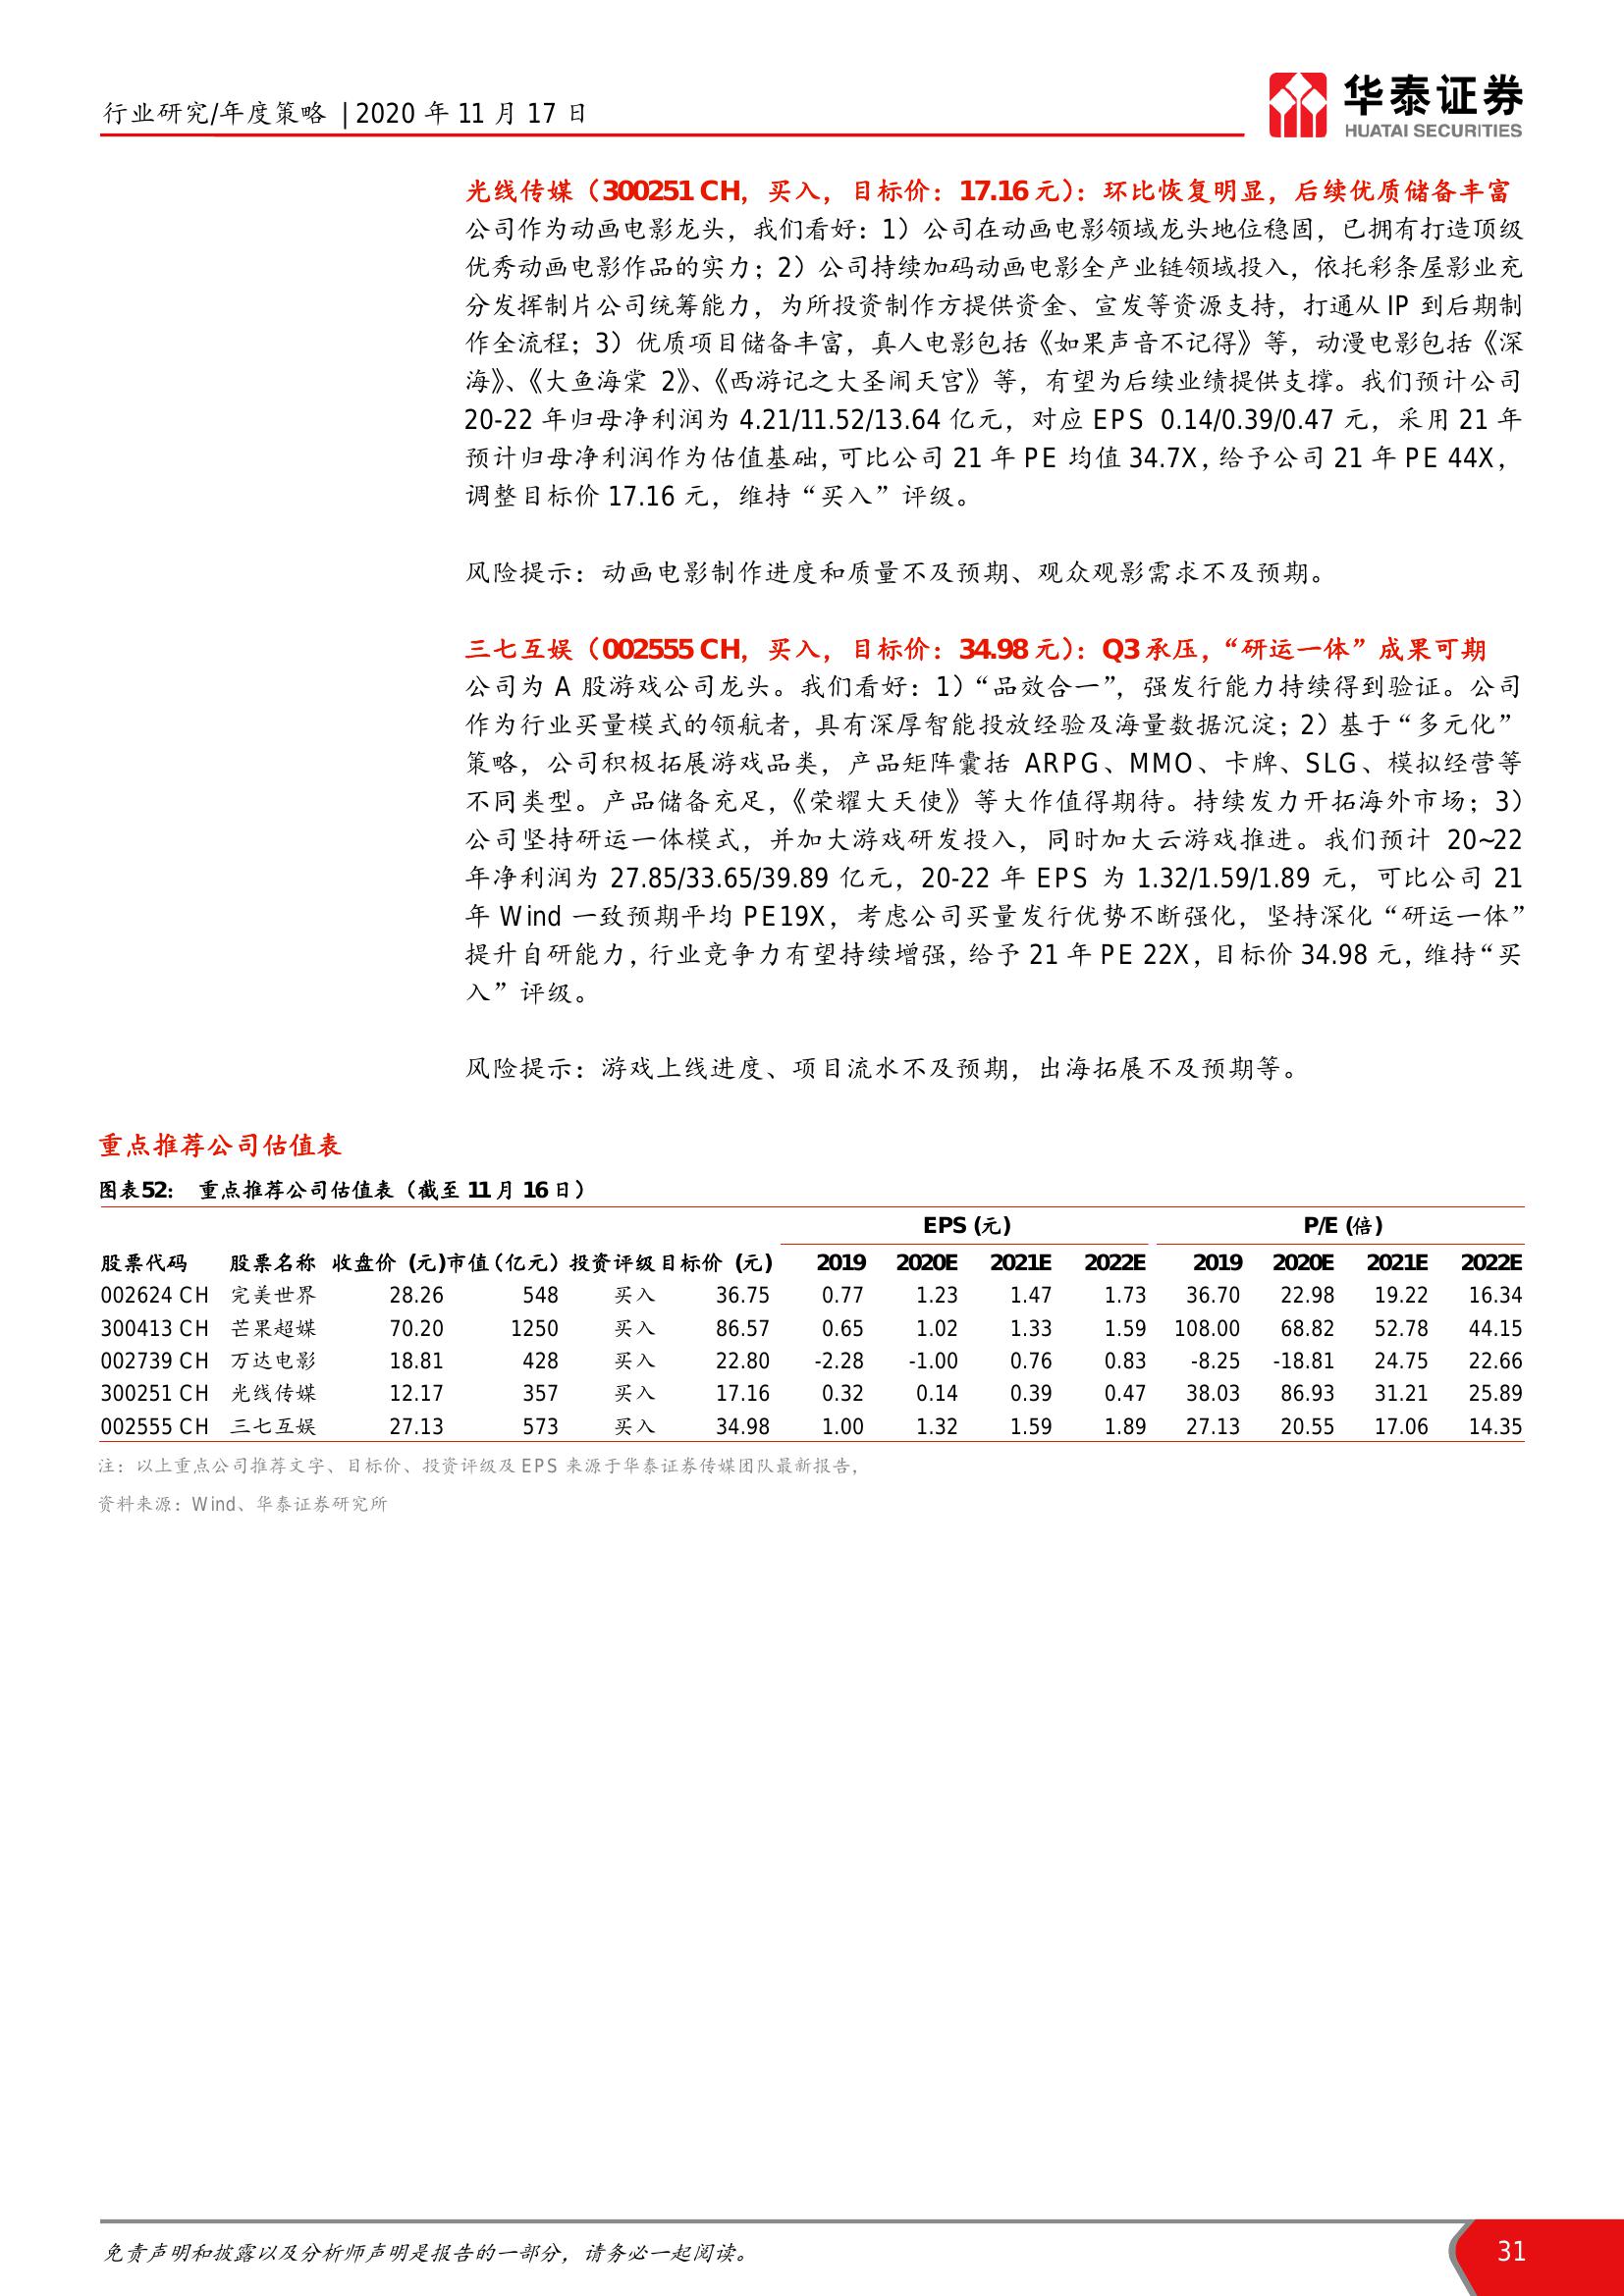 行业研究/年度策略 | 2020 年 11 月 17 日
华泰证券
HUATAI SECURITIES
光线传媒（300251 CH，买入，目标价：17.16 元）：环比恢复明显，后续优质储备丰富
公司作为动画电影龙头，我们看好：1）公司在动画电影领域龙头地位稳固，已拥有打造顶级
优秀动画电影作品的实力；2）公司持续加码动画电影全产业链领域投入，依托彩条屋影业充
分发挥制片公司统筹能力，为所投资制作方提供资金、宣发等资源支持，打通从 IP 到后期制
作全流程；3）优质项目储备丰富，真人电影包括《如果声音不记得》等，动漫电影包括《深
海》、《大鱼海棠 2》、《西游记之大圣闹天宫》等，有望为后续业绩提供支撑。我们预计公司
20-22 年归母净利润为 4.21/11.52/13.64 亿元，对应 EPS 0.14/0.39/0.47 元，采用 21 年
预计归母净利润作为估值基础，可比公司 21 年 PE 均值 34.7X，给予公司 21 年 PE 44X，
调整目标价 17.16 元，维持“买入”评级。
风险提示：动画电影制作进度和质量不及预期、观众观影需求不及预期。
三七互娱（002555 CH，买入，目标价：34.98 元）：Q3 承压，“研运一体”成果可期
公司为 A 股游戏公司龙头。我们看好：1）“品效合一”，强发行能力持续得到验证。公司
作为行业买量模式的领航者，具有深厚智能投放经验及海量数据沉淀；2）基于“多元化”
策略，公司积极拓展游戏品类，产品矩阵囊括 ARPG、MMO、卡牌、SLG、模拟经营等
不同类型。产品储备充足，《荣耀大天使》等大作值得期待。持续发力开拓海外市场；3）
公司坚持研运一体模式，并加大游戏研发投入，同时加大云游戏推进。我们预计 20~22
年净利润为 27.85/33.65/39.89 亿元，20-22 年 EPS 为 1.32/1.59/1.89 元，可比公司 21
年 Wind 一致预期平均 PE19X，考虑公司买量发行优势不断强化，坚持深化“研运一体”
提升自研能力，行业竞争力有望持续增强，给予 21 年 PE 22X，目标价 34.98 元，维持“买
入”评级。
风险提示：游戏上线进度、项目流水不及预期，出海拓展不及预期等。
重点推荐公司估值表
图表52： 重点推荐公司估值表（截至 11 月 16 日）
EPS (元) P/E (倍)
股票代码 股票名称 收盘价 (元) 市值（亿元） 投资评级 目标价 (元) 2019 2020E 2021E 2022E 2019 2020E 2021E 2022E
002624 CH 完美世界 28.26 548 买入 36.75 0.77 1.23 1.47 1.73 36.70 22.98 19.22 16.34
300413 CH 芒果超媒 70.20 1250 买入 86.57 0.65 1.02 1.33 1.59 108.00 68.82 52.78 44.15
002739 CH 万达电影 18.81 428 买入 22.80 -2.28 -1.00 0.76 0.83 -8.25 -18.81 24.75 22.66
300251 CH 光线传媒 12.17 357 买入 17.16 0.32 0.14 0.39 0.47 38.03 86.93 31.21 25.89
002555 CH 三七互娱 27.13 573 买入 34.98 1.00 1.32 1.59 1.89 27.13 20.55 17.06 14.35
注：以上重点公司推荐文字、目标价、投资评级及 EPS 来源于华泰证券传媒团队最新报告，
资料来源：Wind、华泰证券研究所
免责声明和披露以及分析师声明是报告的一部分，请务必一起阅读。
31